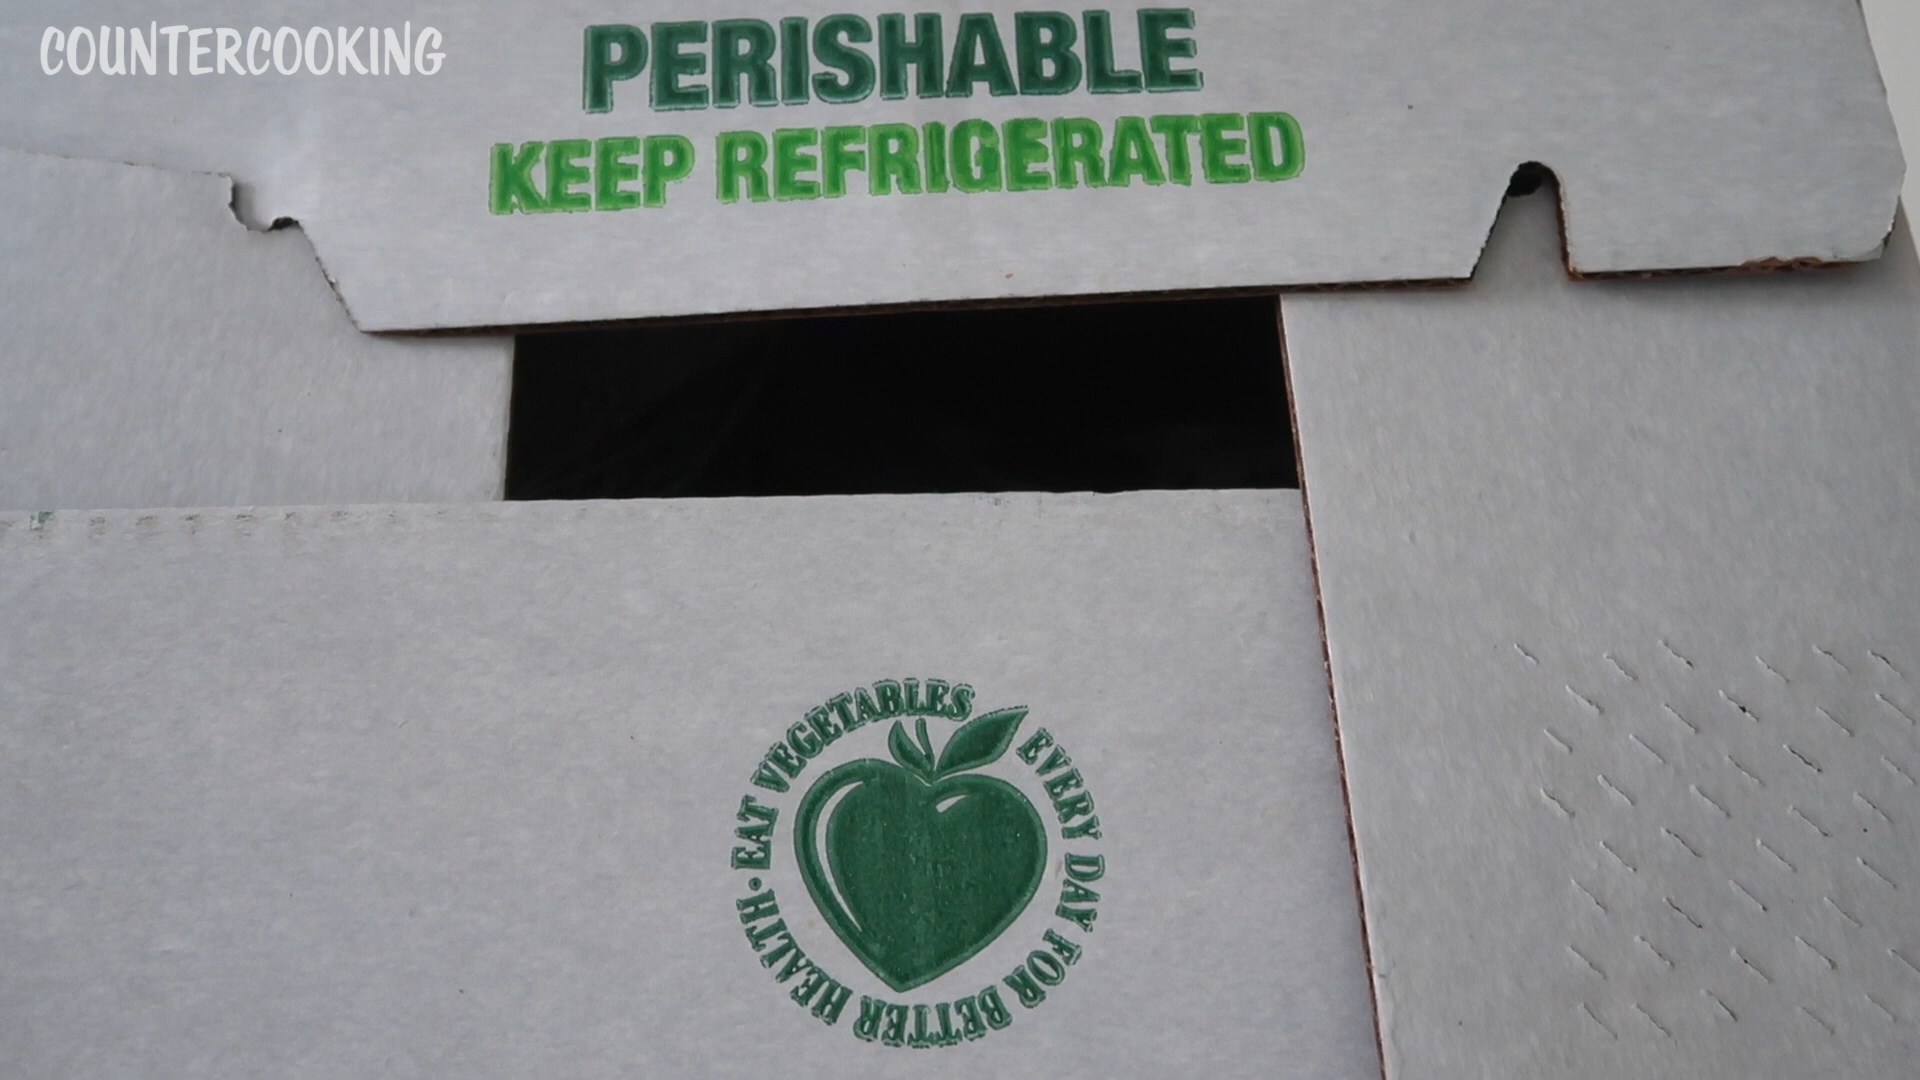 COUNTERCOOKING
PERISHABLE
KEEP REFRIGERATED
EAT VEGETABLES EVERY DAY FOR BETTER HEALTH •